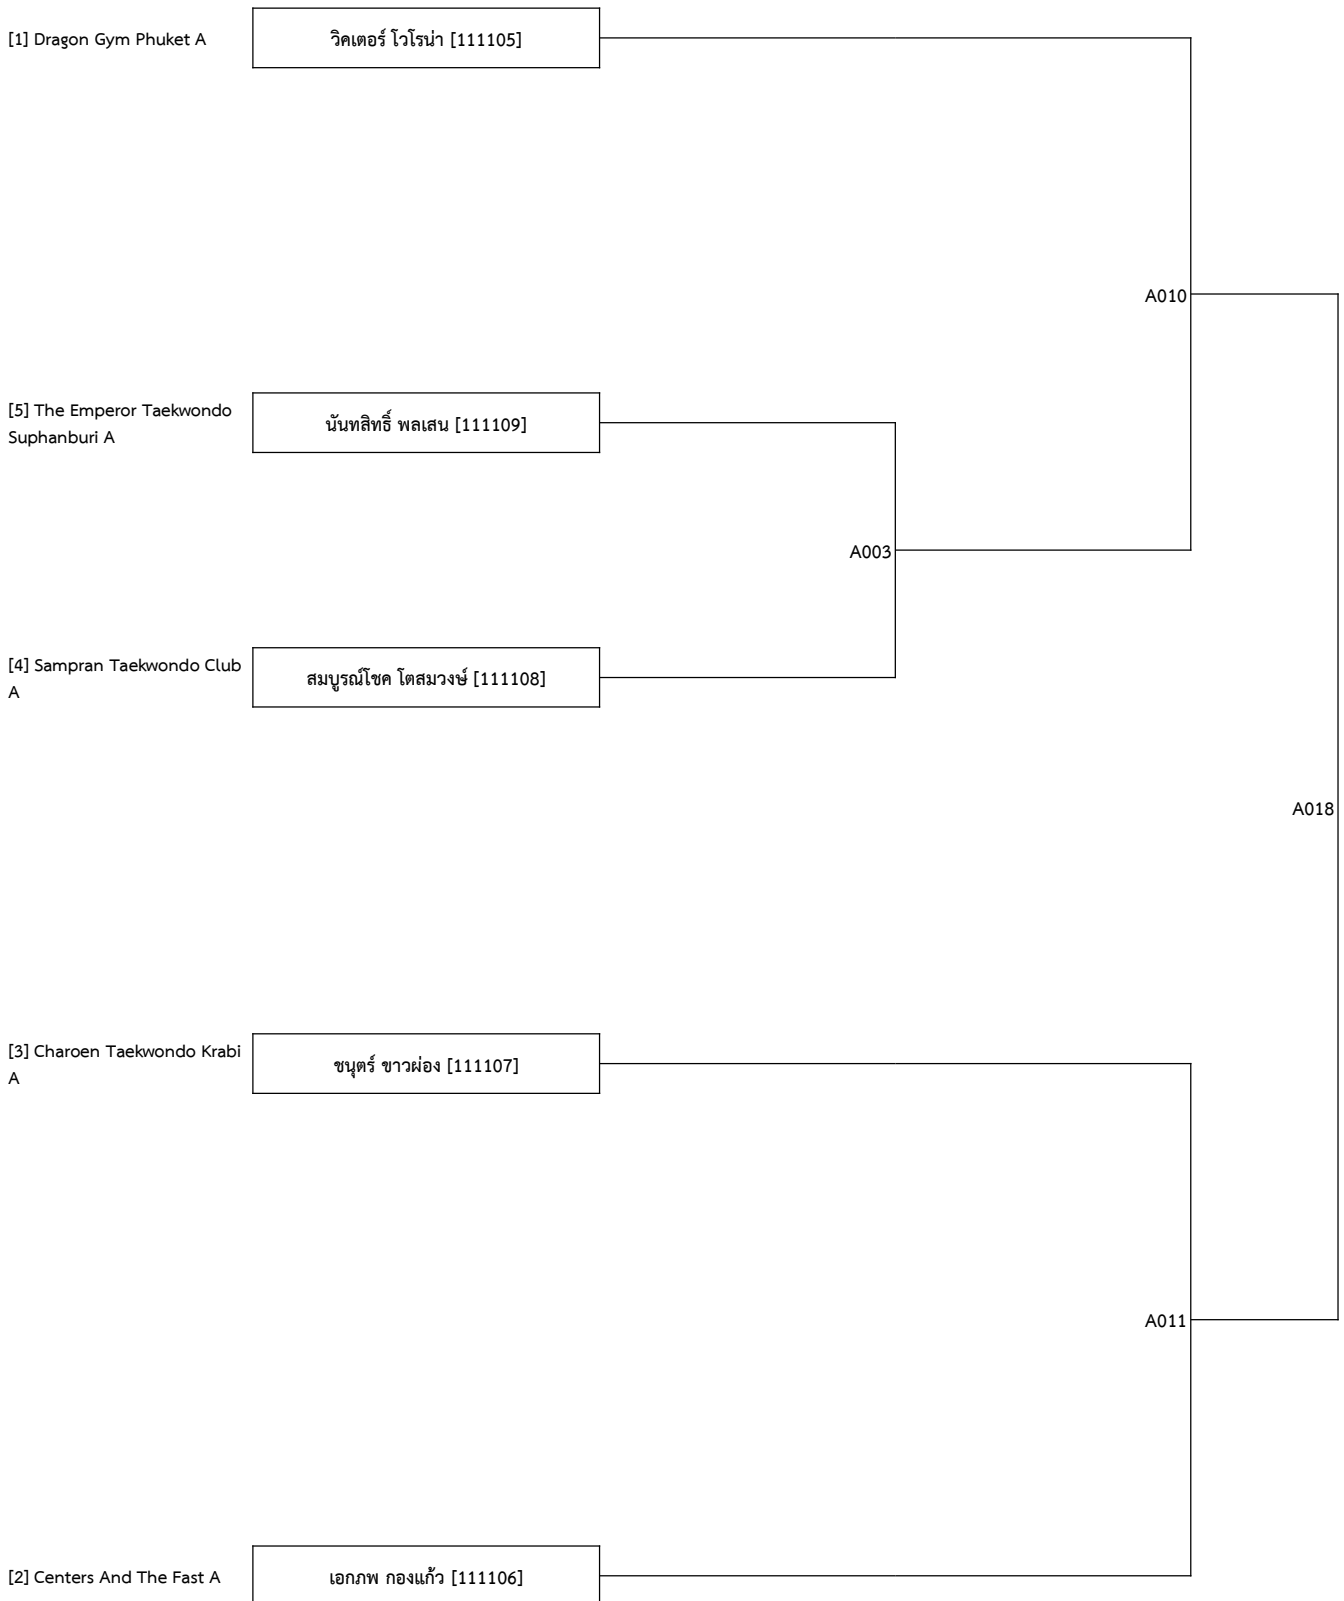 [1] Dragon Gym Phuket A
วิคเตอร์ โวโรน่า [111105]
A010
[5] The Emperor Taekwondo
Suphanburi A
นันทสิทธิ์ พลเสน [111109]
A003
[4] Sampran Taekwondo Club
A
สมบูรณ์โชค โตสมวงษ์ [111108]
A018
[3] Charoen Taekwondo Krabi
A
ชนุตร์ ขาวผ่อง [111107]
A011
[2] Centers And The Fast A
เอกภพ กองแก้ว [111106]